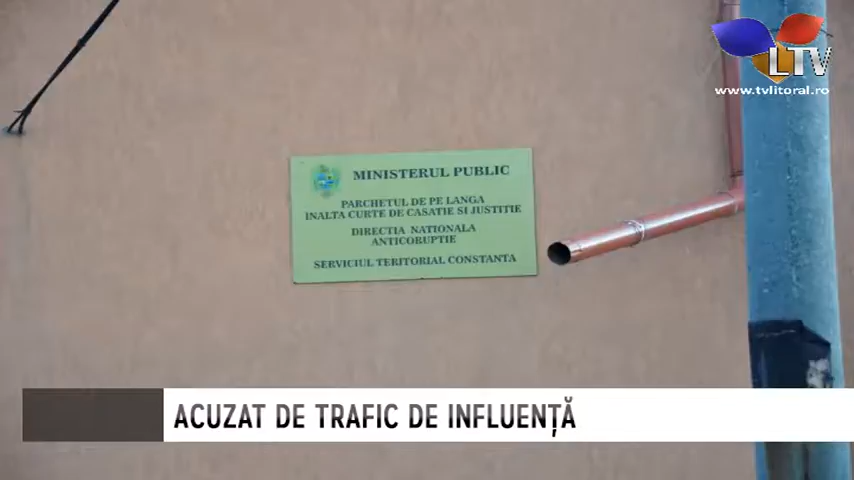 LTV
www.tvlitoral.ro
MINISTERUL PUBLIC
PARCHETUL DE PE LANGA
INALTA CURTE DE CASATIE SI JUSTITIE
DIRECTIA NATIONALA
ANTICORUPTIE
SERVICIUL TERITORIAL CONSTANTA
ACUZAT DE TRAFIC DE INFLUENȚĂ